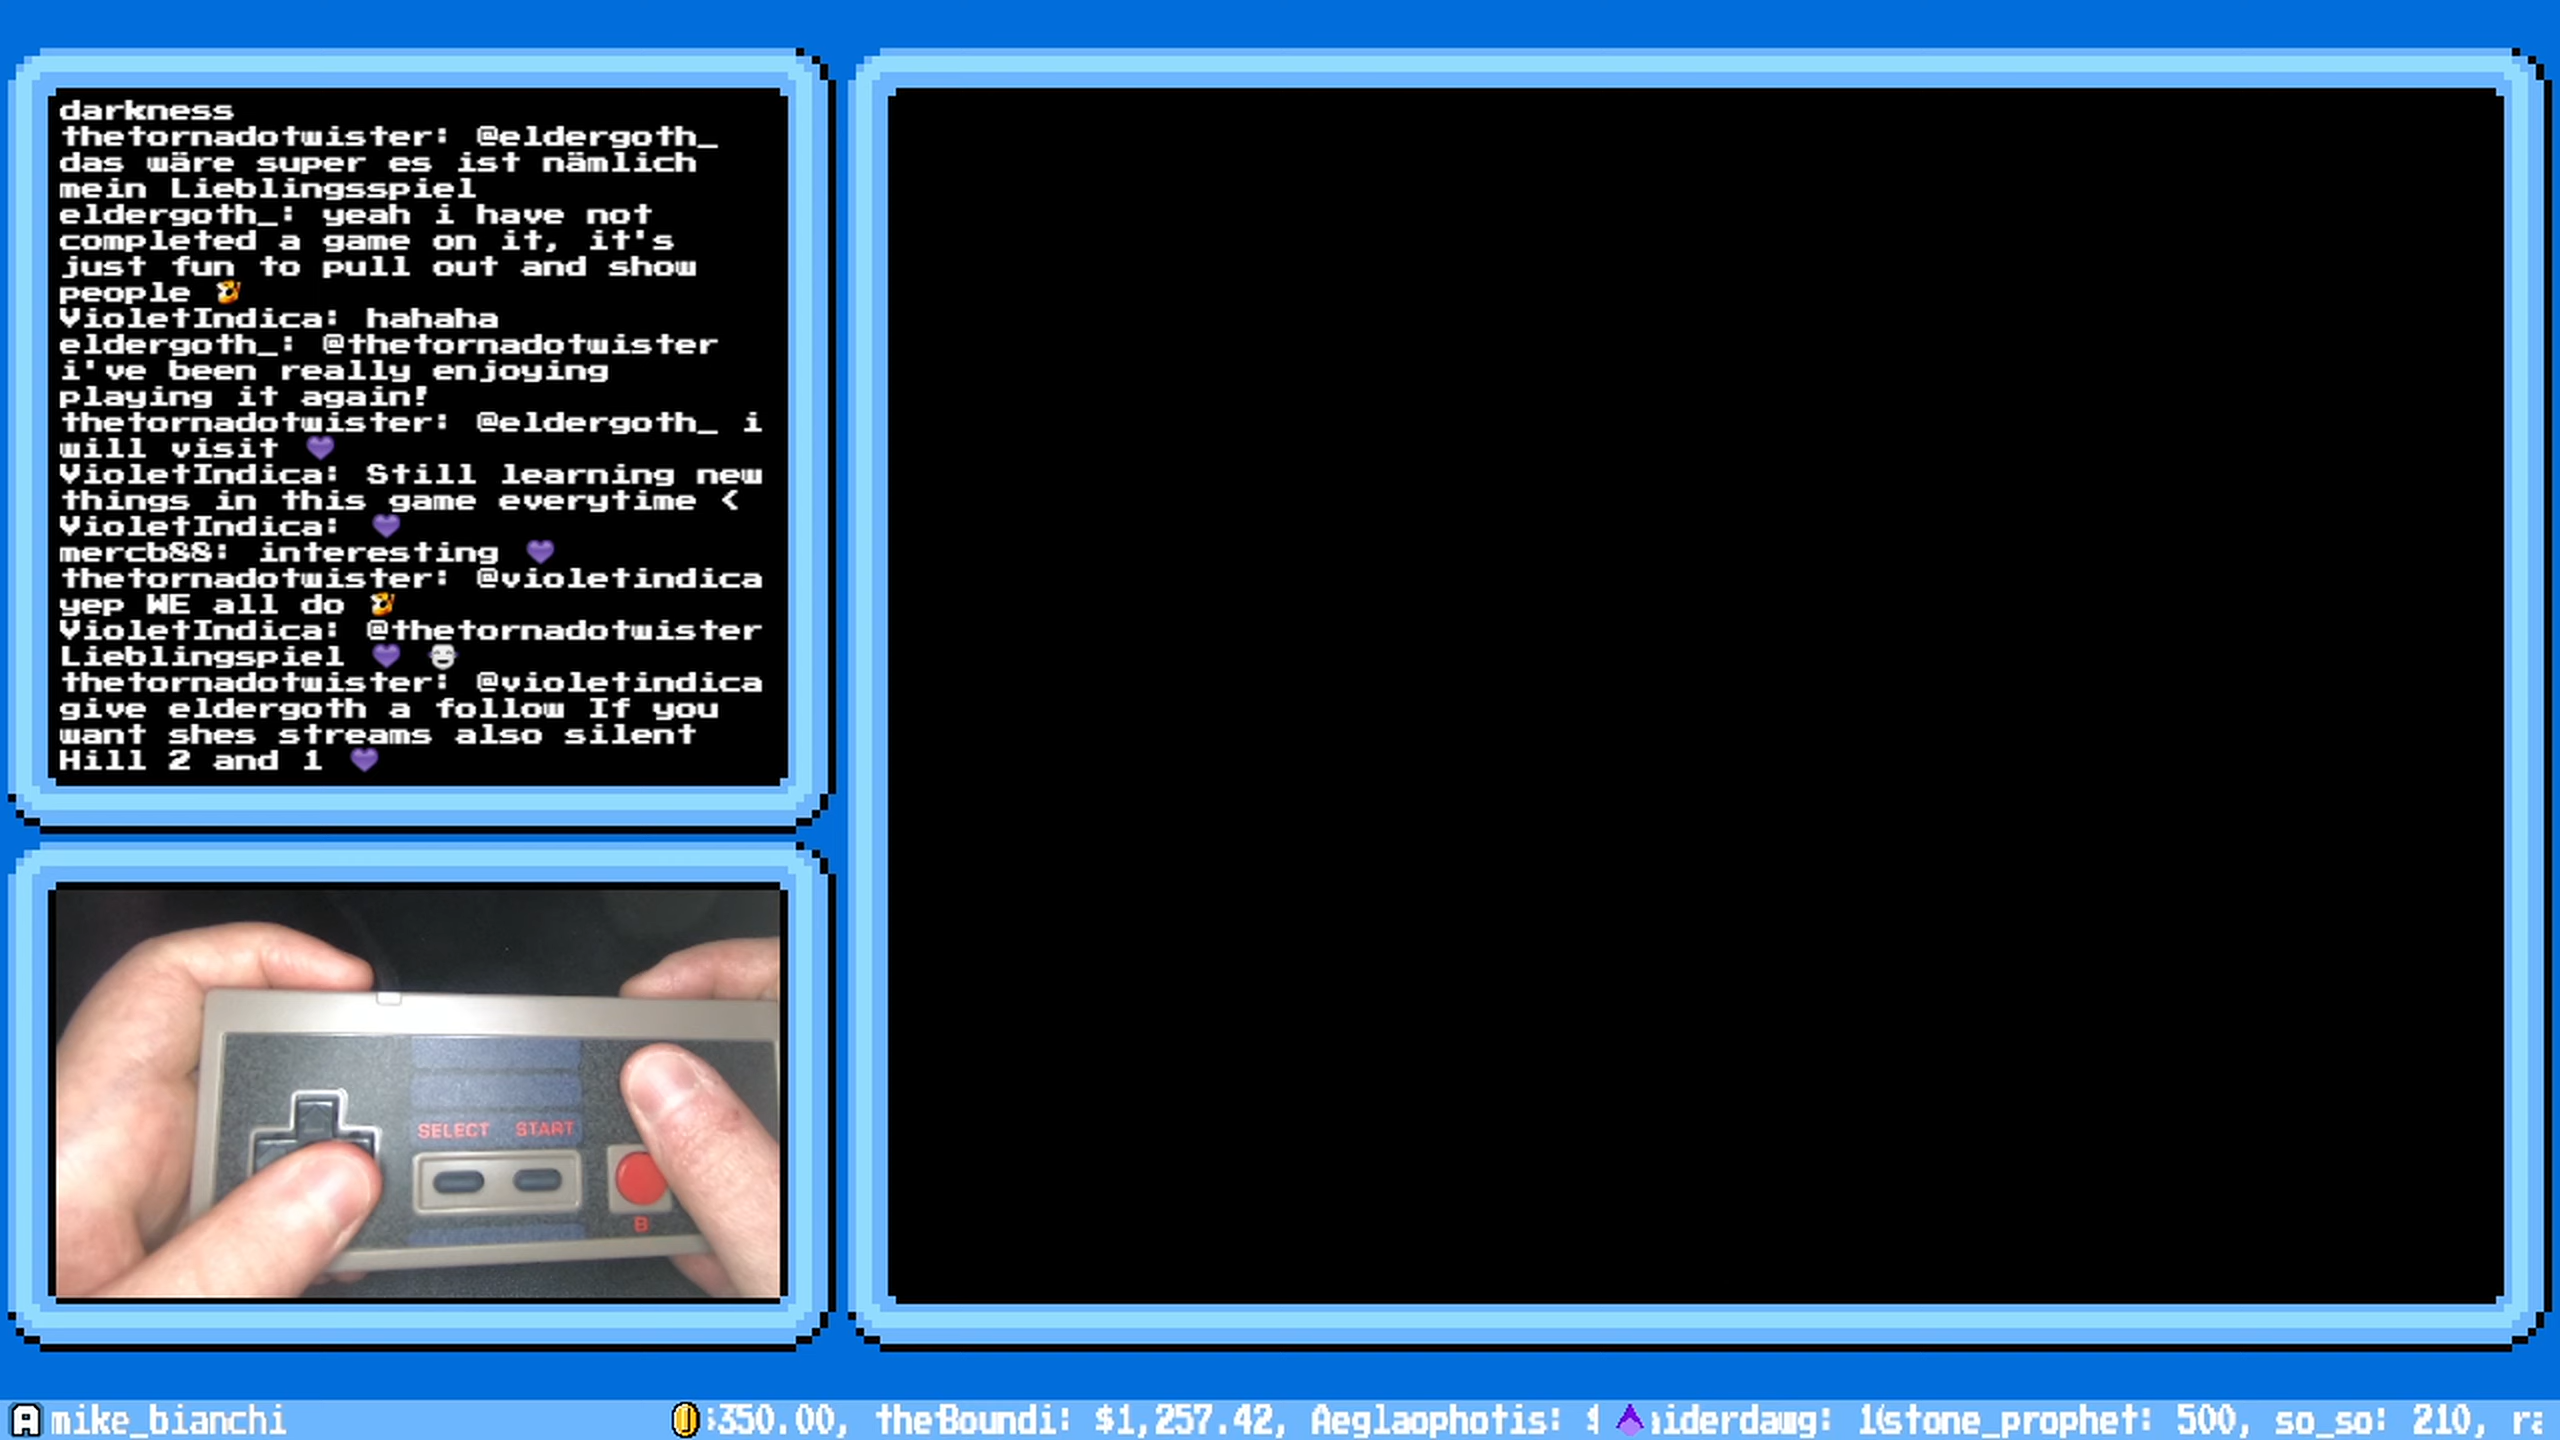 darkness
thetornadotwister: @eldergoth_
das wäre super es ist nämlich
mein Lieblingsspiel
eldergoth_: yeah i have not
completed a game on it, it's
just fun to pull out and show
people
VioletIndica: hahaha
eldergoth_: @thetornadotwister
i've been really enjoying
playing it again!
thetornadotwister: @eldergoth_ i
will visit 💜
VioletIndica: Still learning new
things in this game everytime <
VioletIndica: 💜
mercb88: interesting 💜
thetornadotwister: @violetindica
yep WE all do
VioletIndica: @thetornadotwister
Lieblingspiel 💜
thetornadotwister: @violetindica
give eldergoth a follow If you
want shes streams also silent
Hill 2 and 1 💜
SELECT START
B
A mike_bianchi
350.00, theBoundi: $1,257.42, Aeglaophotis:
iderdawg: stone_prophet: 500, so_so: 210,